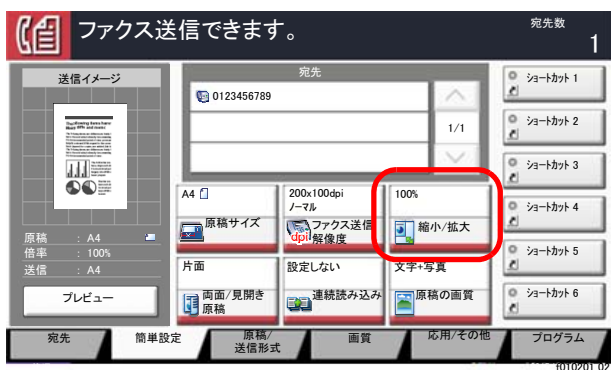 ファクス送信できます。
宛先数
1
送信イメージ
宛先
0123456789
1/1
ショートカット 1
ショートカット 2
ショートカット 3
ショートカット 4
ショートカット 5
ショートカット 6
A4
原稿サイズ
200x100dpi
ノーマル
dpi
ファクス送信
解像度
100%
縮小/拡大
原稿 : A4
倍率 : 100%
送信 : A4
プレビュー
片面
両面/見開き
原稿
設定しない
連続読み込み
文字+写真
原稿の画質
宛先
簡単設定
原稿/
送信形式
画質
応用/その他
プログラム
f010201 02